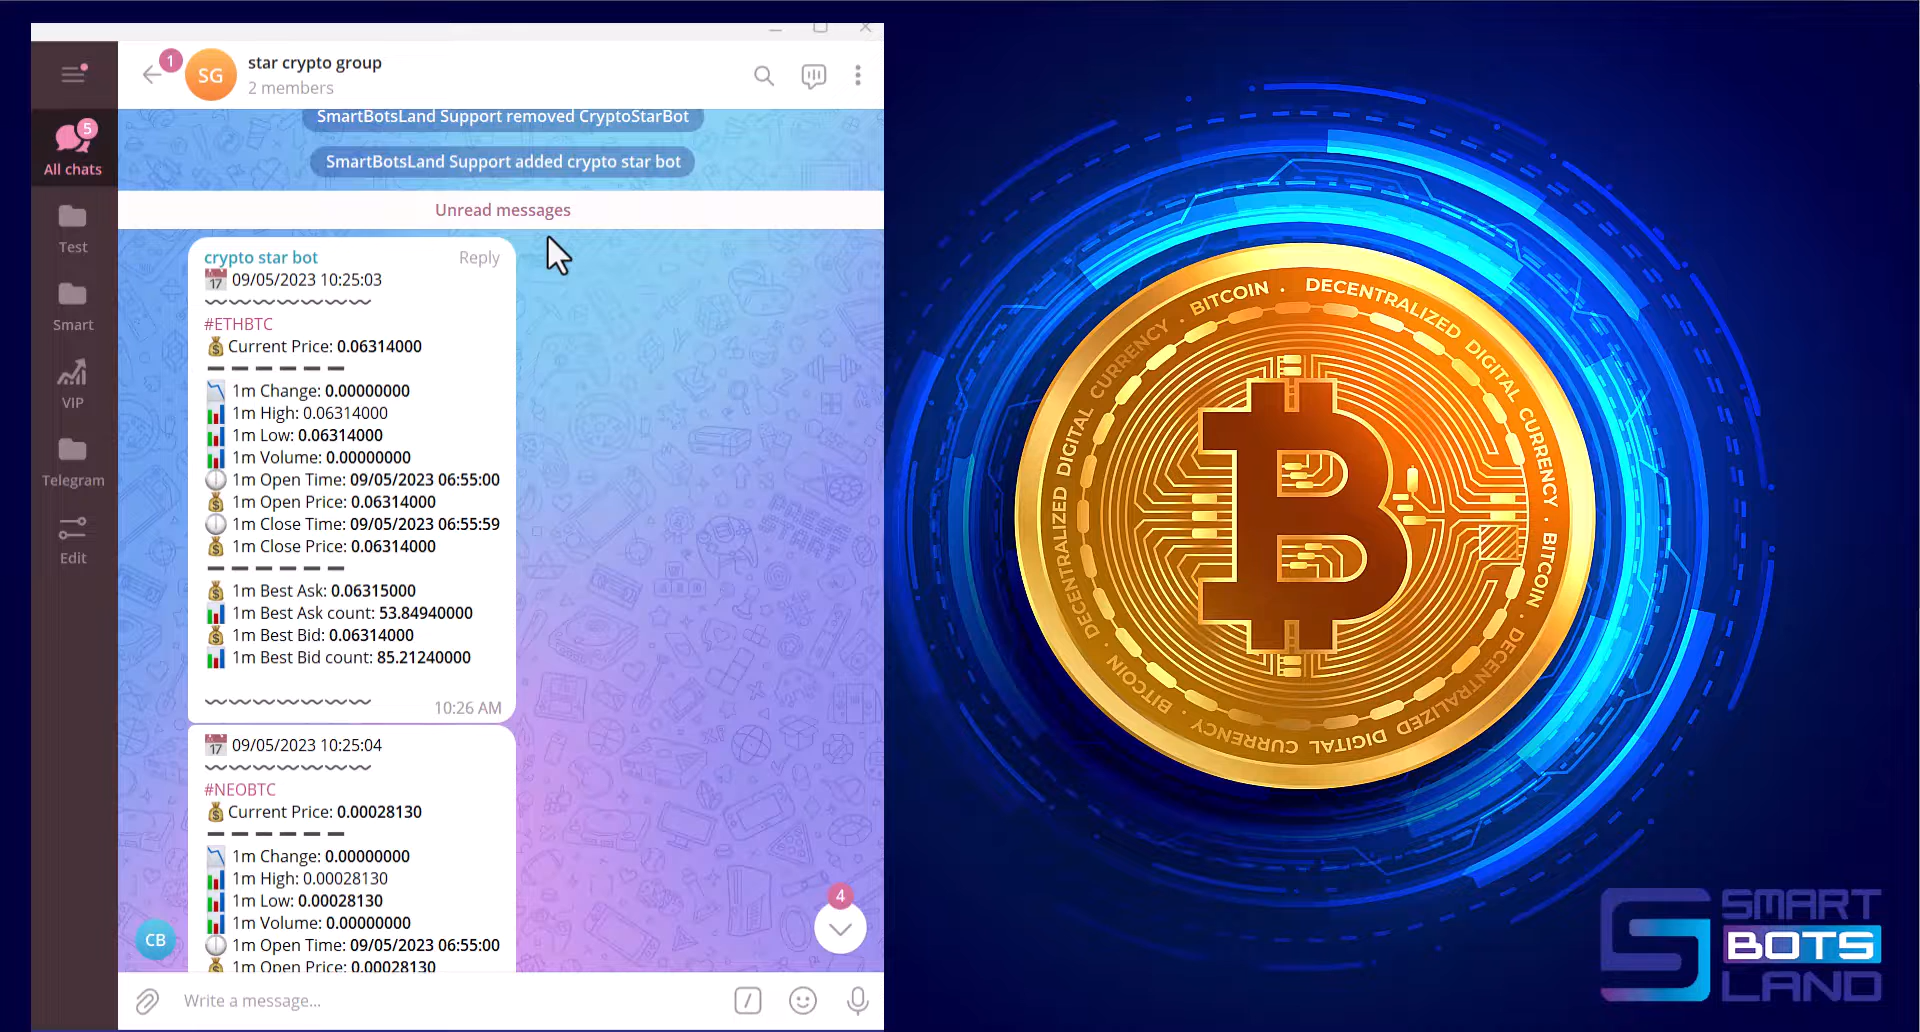 1
SG
star crypto group
2 members
SmartBotsLand Support removed CryptoStarBot
SmartBotsLand Support added crypto star bot
Unread messages
5
All chats
Test
Smart
VIP
Telegram
Edit
crypto star bot
Reply
17 09/05/2023 10:25:03
#ETHBTC
Current Price: 0.06314000
1m Change: 0.00000000
1m High: 0.06314000
1m Low: 0.06314000
1m Volume: 0.00000000
1m Open Time: 09/05/2023 06:55:00
1m Open Price: 0.06314000
1m Close Time: 09/05/2023 06:55:59
1m Close Price: 0.06314000
1m Best Ask: 0.06315000
1m Best Ask count: 53.84940000
1m Best Bid: 0.06314000
1m Best Bid count: 85.21240000
10:26 AM
17 09/05/2023 10:25:04
#NEOBTC
Current Price: 0.00028130
1m Change: 0.00000000
1m High: 0.00028130
1m Low: 0.00028130
1m Volume: 0.00000000
1m Open Time: 09/05/2023 06:55:00
1m Open Price: 0.00028130
CB
4
Write a message...
BITCOIN · DECENTRALIZED DIGITAL CURRENCY · BITCOIN · DECENTRALIZED DIGITAL CURRENCY · BITCOIN · DECENTRALIZED DIGITAL CURRENCY ·
SMART
BOTS
LAND